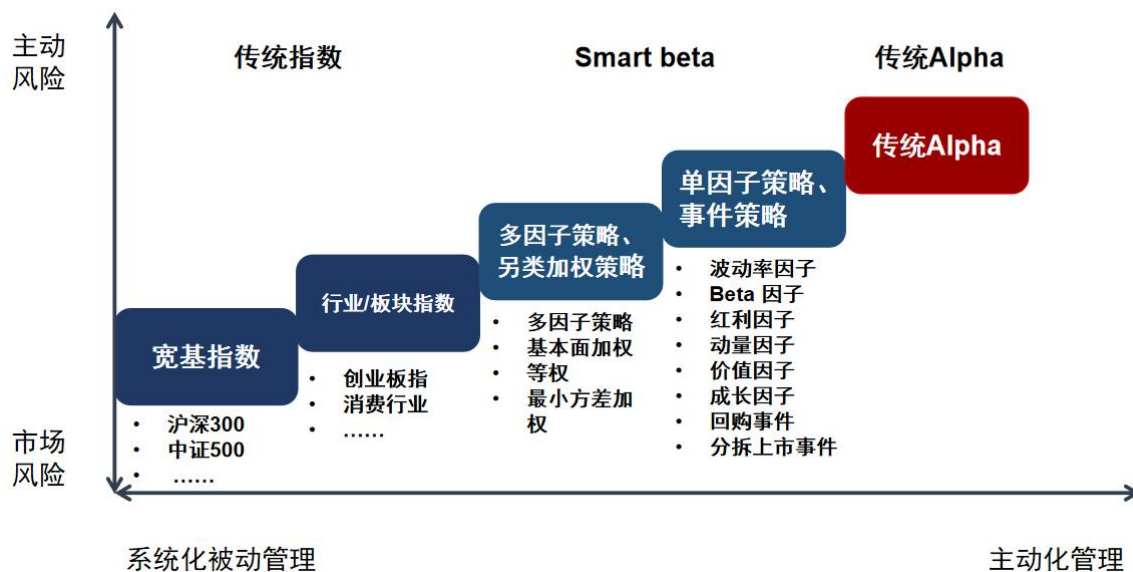 主动
风险
传统指数
Smart beta
传统Alpha
传统Alpha
单因子策略、
事件策略
多因子策略、
另类加权策略
行业/板块指数
宽基指数
• 沪深300
• 中证500
• ……
• 创业板指
• 消费行业
• ……
• 多因子策略
• 基本面加权
• 等权
• 最小方差加
权
• 波动率因子
• Beta 因子
• 红利因子
• 动量因子
• 价值因子
• 成长因子
• 回购事件
• 分拆上市事件
市场
风险
系统化被动管理
主动化管理